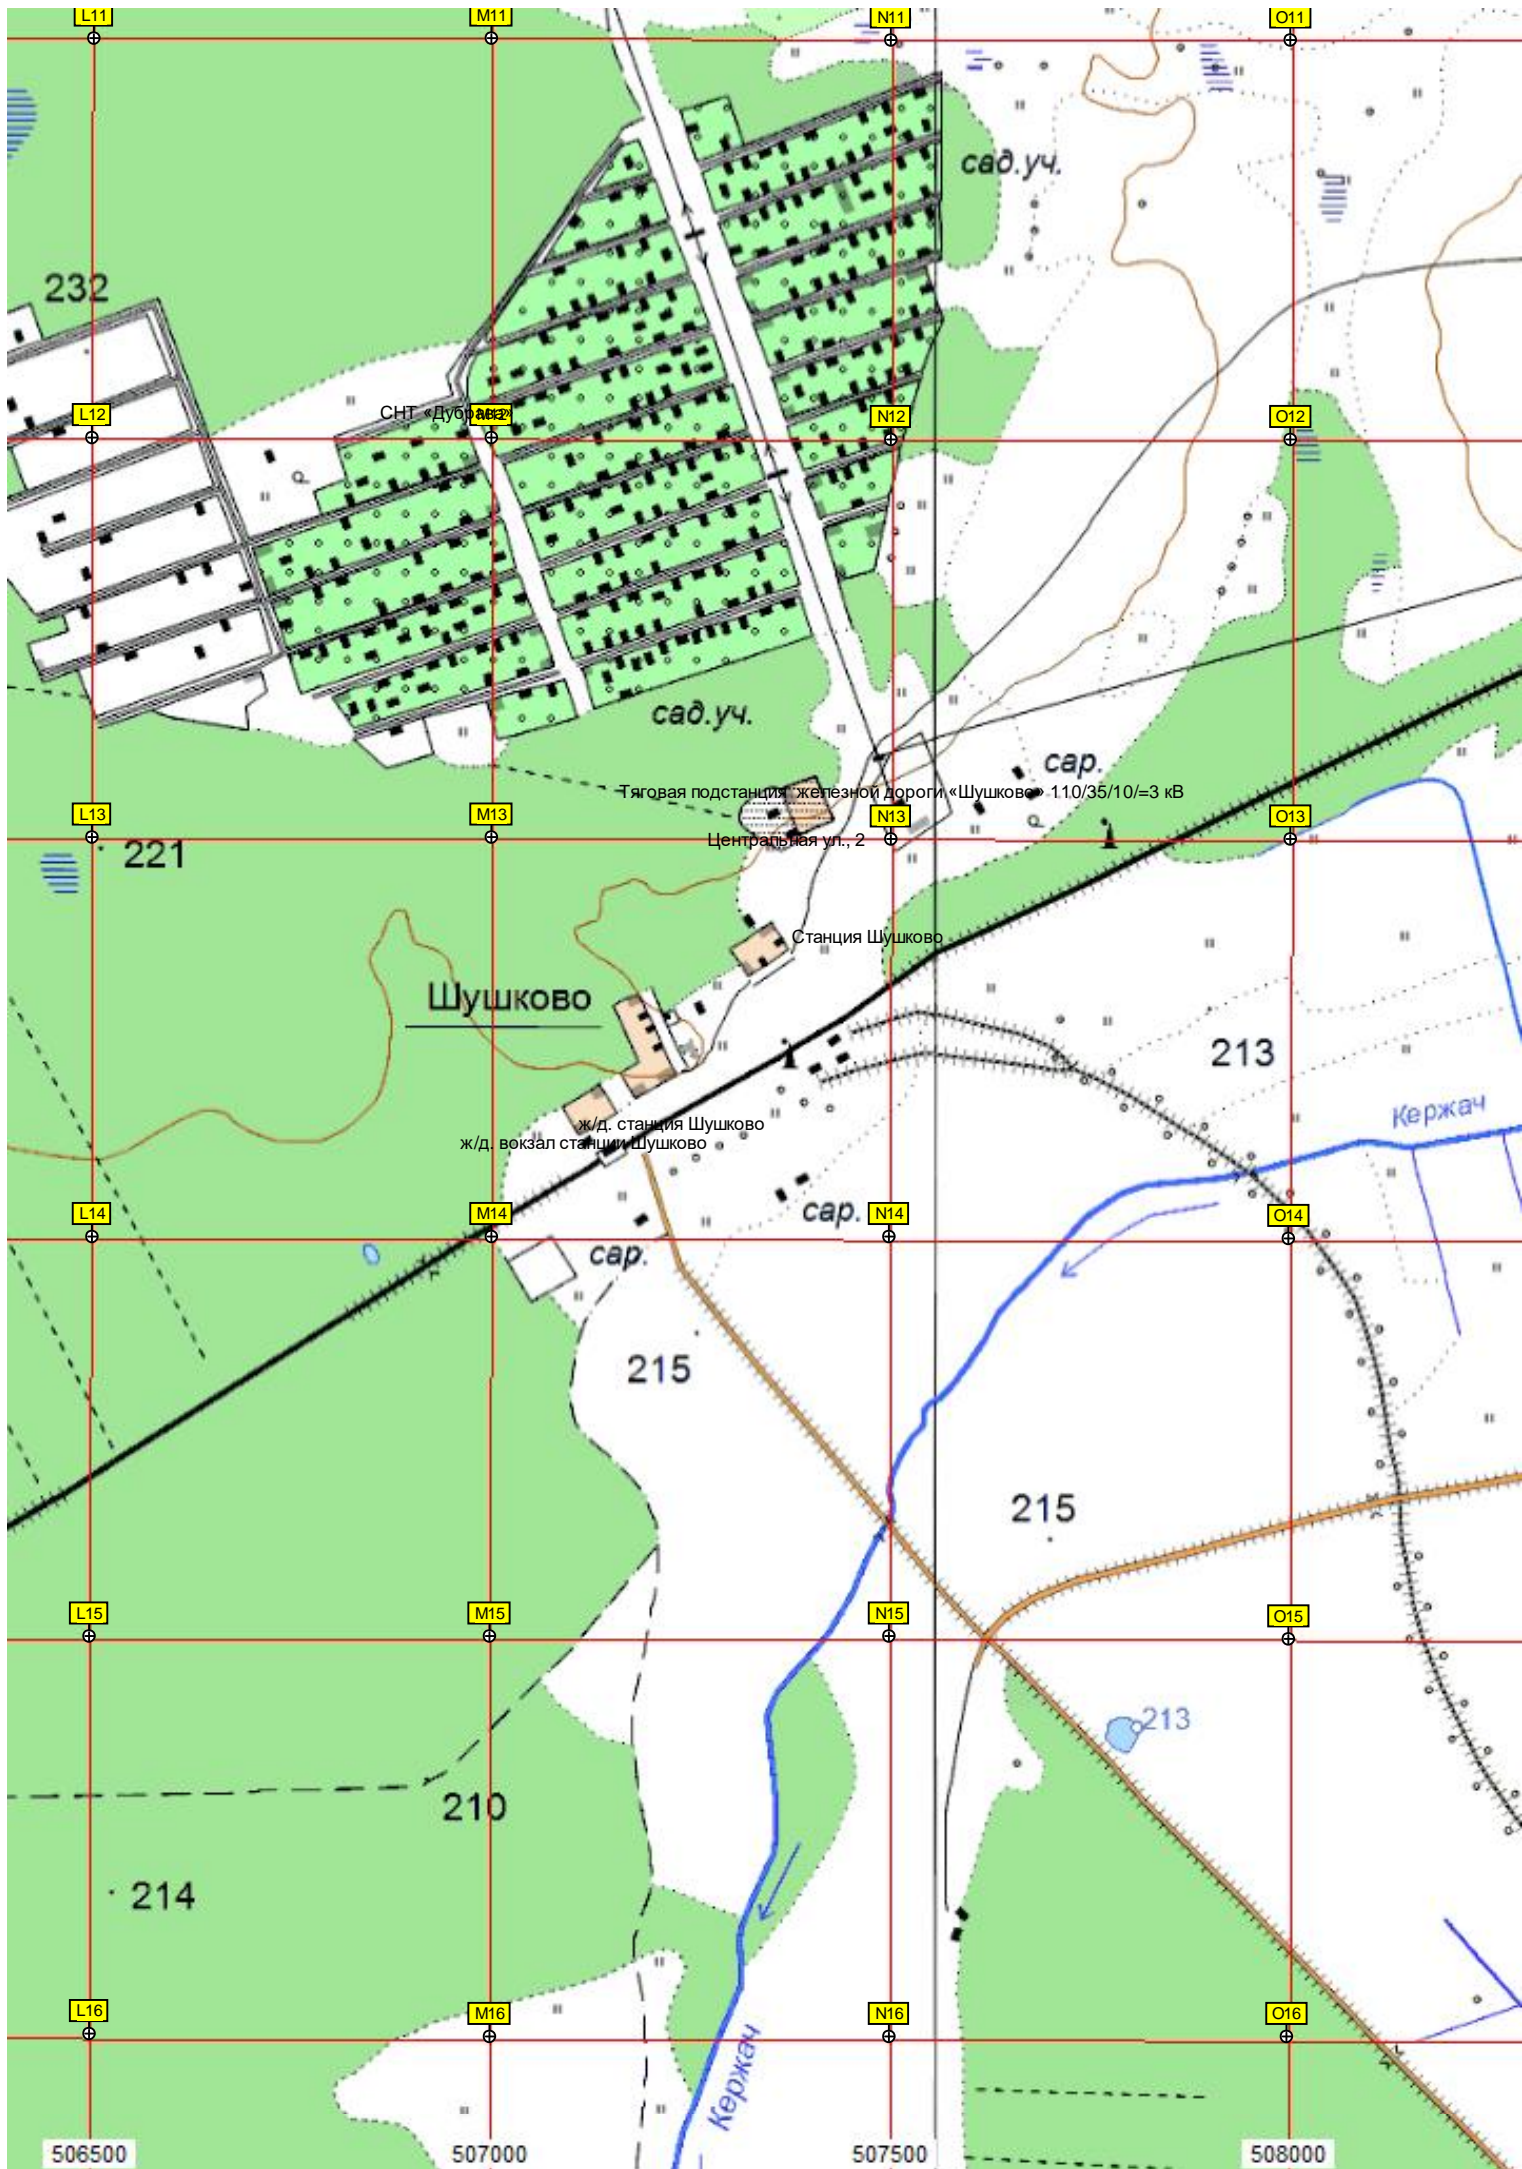 L11
M11
N11
O11
сад.уч.
232
СНТ «Дубрава»
L12
M12
N12
O12
сад.уч.
сар.
Тяговая подстанция железной дороги «Шушково» 110/35/10/=3 кВ
L13
M13
N13
O13
Центральная ул., 2
221
Станция Шушково
Шушково
213
Кержач
ж/д. станция Шушково
ж/д. вокзал станции Шушково
L14
M14
сар.
N14
O14
сар.
215
215
L15
M15
N15
O15
213
210
214
L16
M16
N16
O16
Кержач
506500
507000
507500
508000